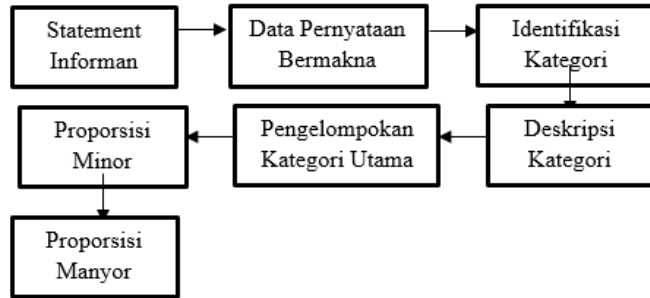 Statement
Informan
Data Pernyataan
Bermakna
Identifikasi
Kategori
Deskripsi
Kategori
Pengelompokan
Kategori Utama
Proporsisi
Minor
Proporsisi
Manyor